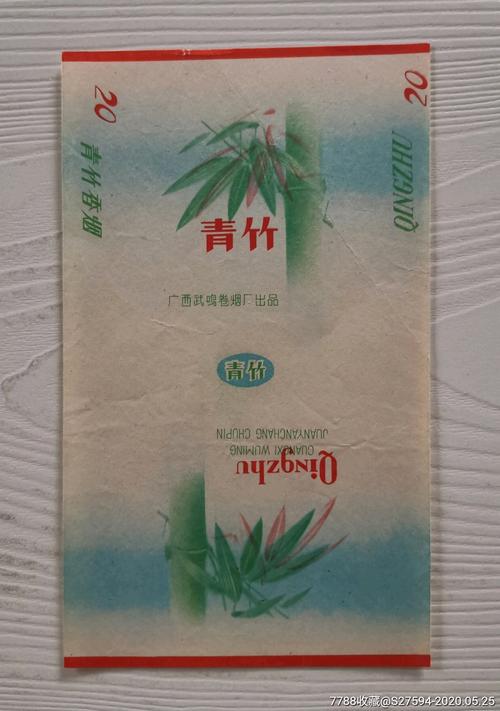 20
青竹香烟
20
QINGZHU
青竹
广西武鸣卷烟厂出品
青竹
Qingzhu
GUANGXI WUMING
JUANYANCHANG CHUPIN
7788收藏@S27594-2020.05.25